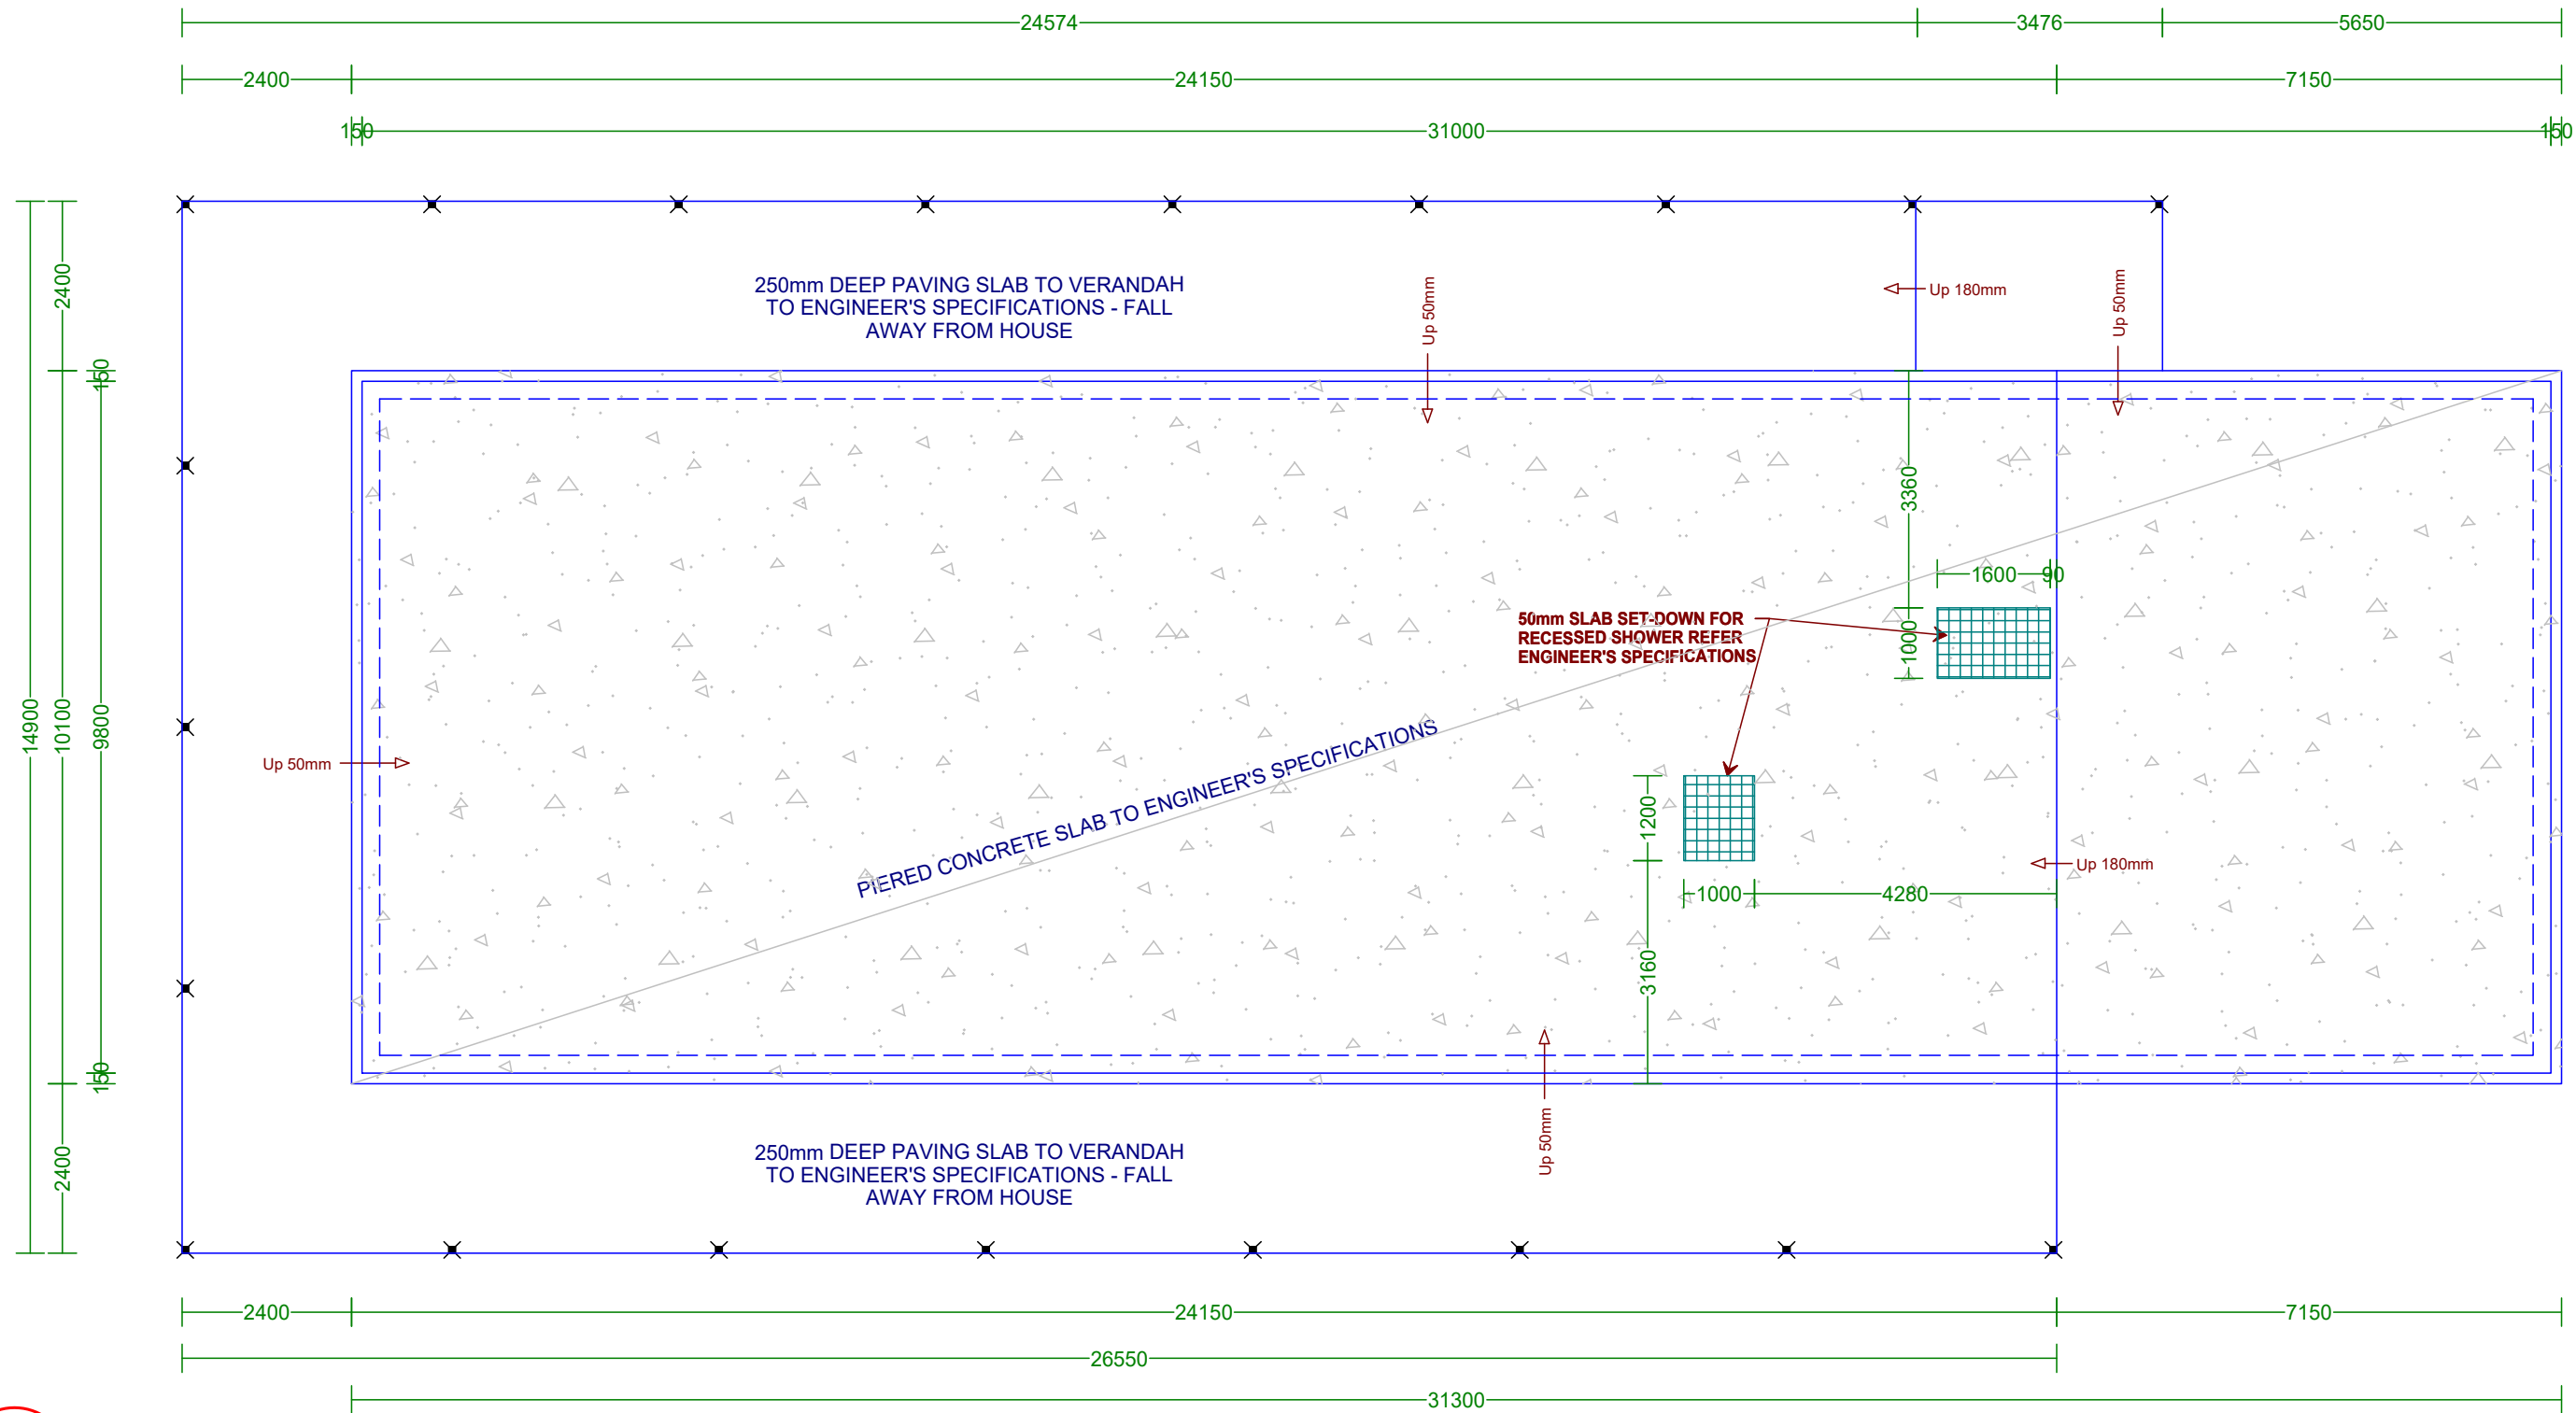 24574
3476
5650
2400
24150
7150
150
31000
150
250mm DEEP PAVING SLAB TO VERANDAH
TO ENGINEER'S SPECIFICATIONS - FALL
AWAY FROM HOUSE
Up 50mm
Up 180mm
Up 50mm
2400
150
3360
1600
90
1000
50mm SLAB SET-DOWN FOR
RECESSED SHOWER REFER
ENGINEER'S SPECIFICATIONS
14900
10100
9800
Up 50mm
PIERED CONCRETE SLAB TO ENGINEER'S SPECIFICATIONS
1200
1000
4280
Up 180mm
3160
150
2400
Up 50mm
250mm DEEP PAVING SLAB TO VERANDAH
TO ENGINEER'S SPECIFICATIONS - FALL
AWAY FROM HOUSE
2400
24150
7150
26550
31300